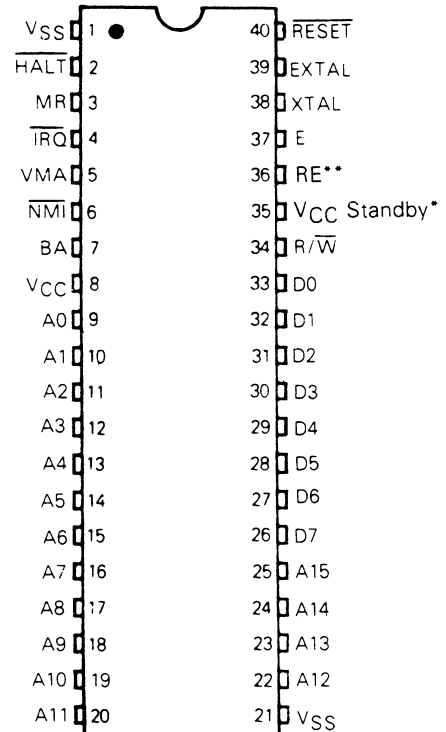 VSS 1 40 RESET
HALT 2 39 EXTAL
MR 3 38 XTAL
IRQ 4 37 E
VMA 5 36 RE**
NMI 6 35 VCC Standby*
BA 7 34 R/W
VCC 8 33 D0
A0 9 32 D1
A1 10 31 D2
A2 11 30 D3
A3 12 29 D4
A4 13 28 D5
A5 14 27 D6
A6 15 26 D7
A7 16 25 A15
A8 17 24 A14
A9 18 23 A13
A10 19 22 A12
A11 20 21 VSS